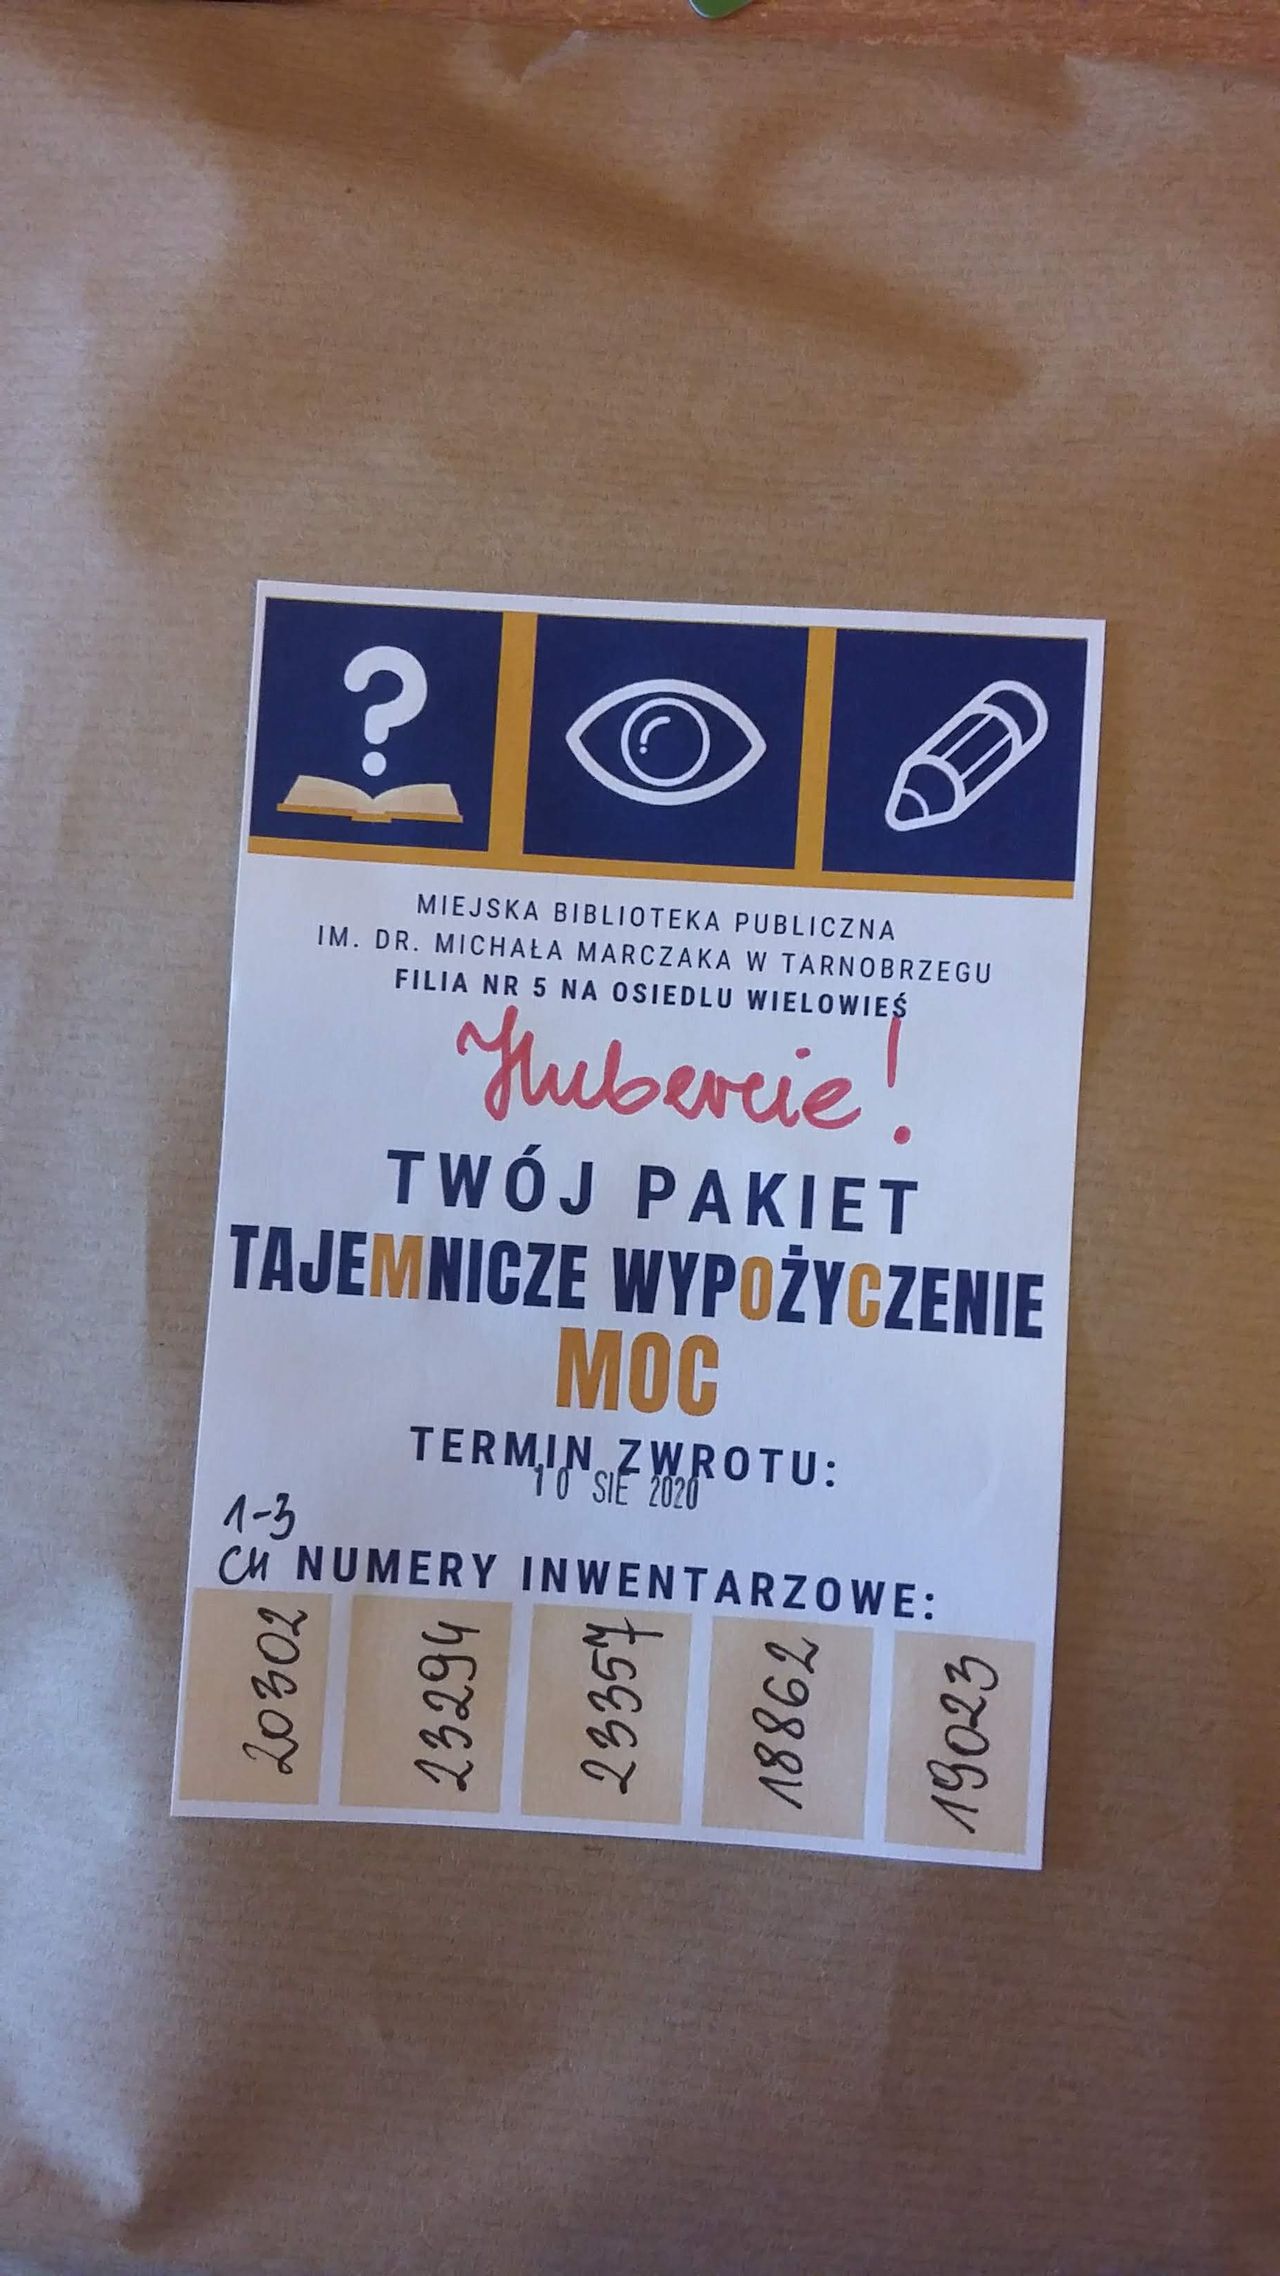 MIEJSKA BIBLIOTEKA PUBLICZNA
IM. DR. MICHAŁA MARCZAKA W TARNOBRZEGU
FILIA NR 5 NA OSIEDLU WIELOWIEŚ
Hubercie!
TWÓJ PAKIET
TAJEMNICZE WYPOŻYCZENIE
MOC
TERMIN ZWROTU:
10 SIE 2020
1-3
CH NUMERY INWENTARZOWE:
20302 23294 23357 18862 19023